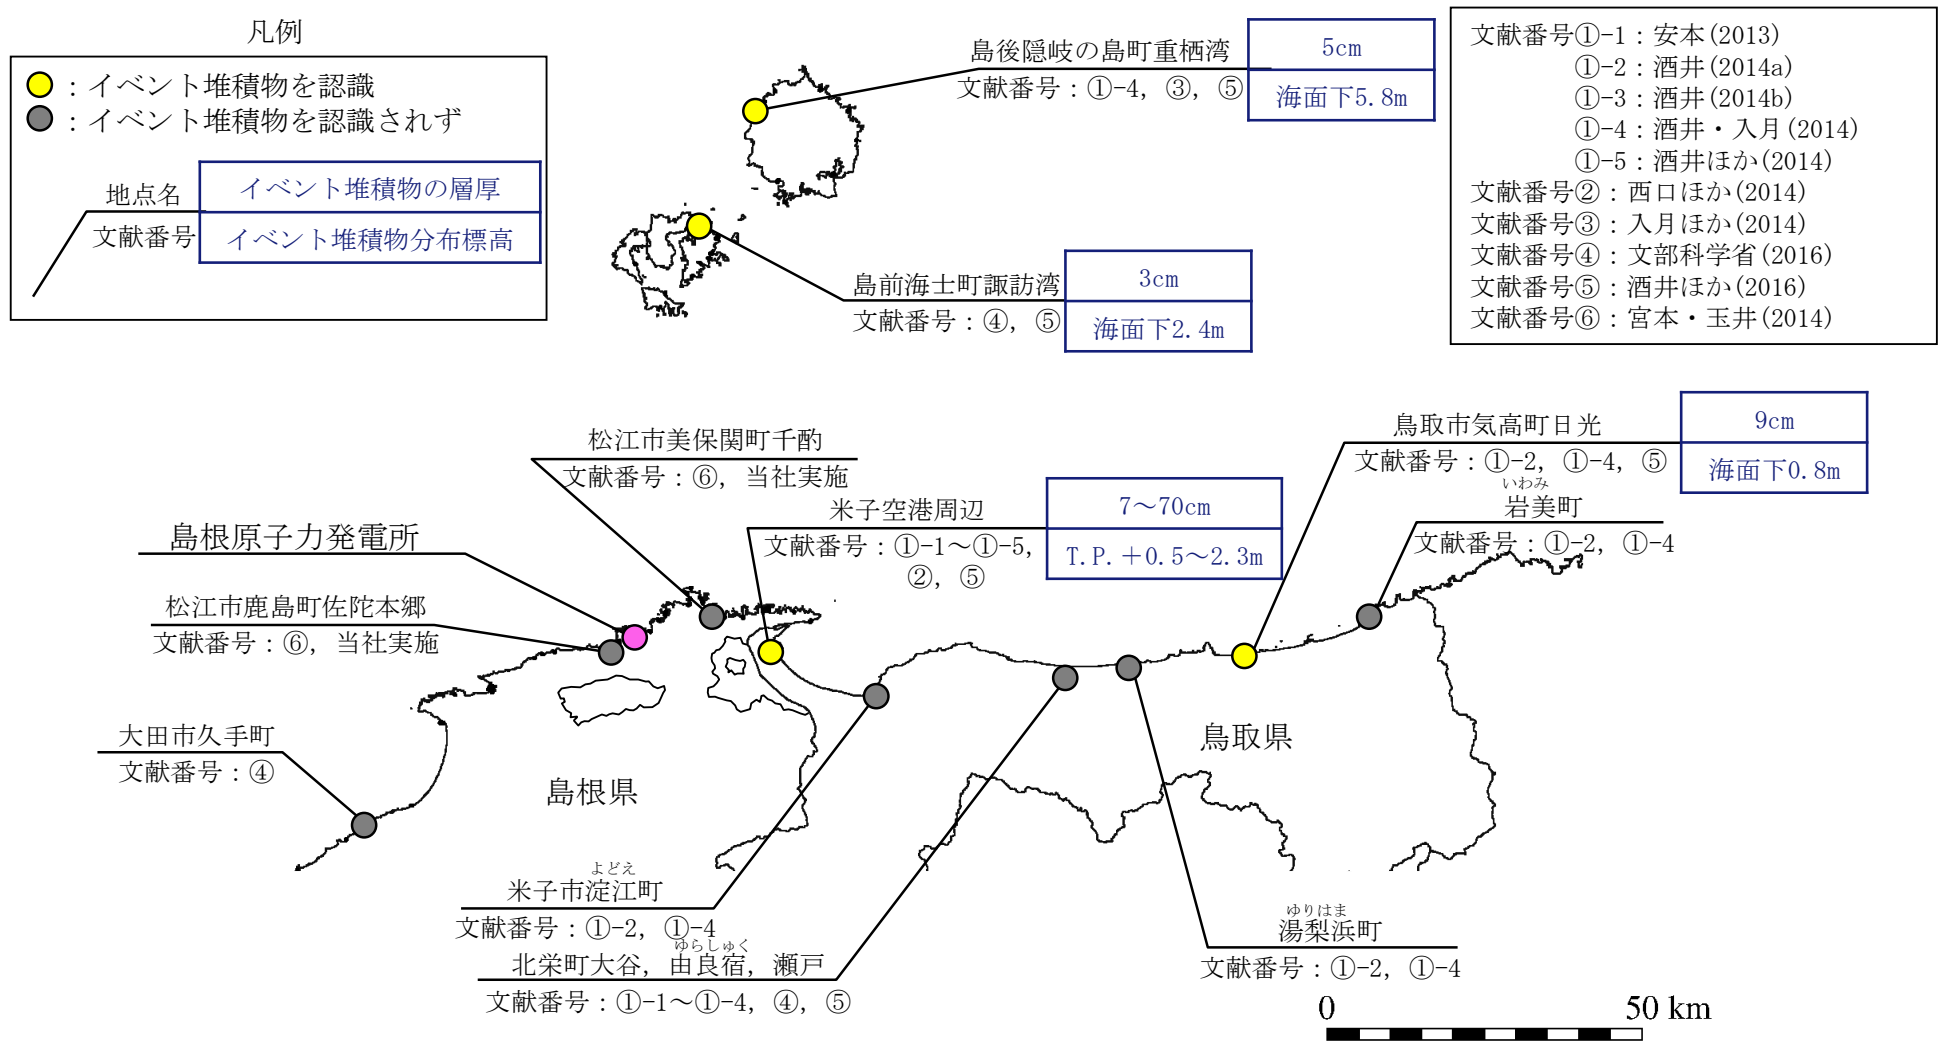 凡例
：イベント堆積物を認識
：イベント堆積物を認識されず
地点名
文献番号
イベント堆積物の層厚
イベント堆積物分布標高
島後隠岐の島町重栖湾
文献番号：①-4，③，⑤
5cm
海面下5.8m
島前海士町諏訪湾
文献番号：④，⑤
3cm
海面下2.4m
文献番号①-1：安本(2013)
①-2：酒井(2014a)
①-3：酒井(2014b)
①-4：酒井・入月(2014)
①-5：酒井ほか(2014)
文献番号②：西口ほか(2014)
文献番号③：入月ほか(2014)
文献番号④：文部科学省(2016)
文献番号⑤：酒井ほか(2016)
文献番号⑥：宮本・玉井(2014)
松江市美保関町千酌
文献番号：⑥，当社実施
島根原子力発電所
松江市鹿島町佐陀本郷
文献番号：⑥，当社実施
大田市久手町
文献番号：④
米子空港周辺
文献番号：①-1～①-5，
②，⑤
7～70cm
T.P.＋0.5～2.3m
鳥取市気高町日光
文献番号：①-2，①-4，⑤
9cm
海面下0.8m
いわみ
岩美町
文献番号：①-2，①-4
島根県
鳥取県
よどえ
米子市淀江町
文献番号：①-2，①-4
ゆらしゅく
北栄町大谷，由良宿，瀬戸
文献番号：①-1～①-4，④，⑤
ゆりはま
湯梨浜町
文献番号：①-2，①-4
0
50 km